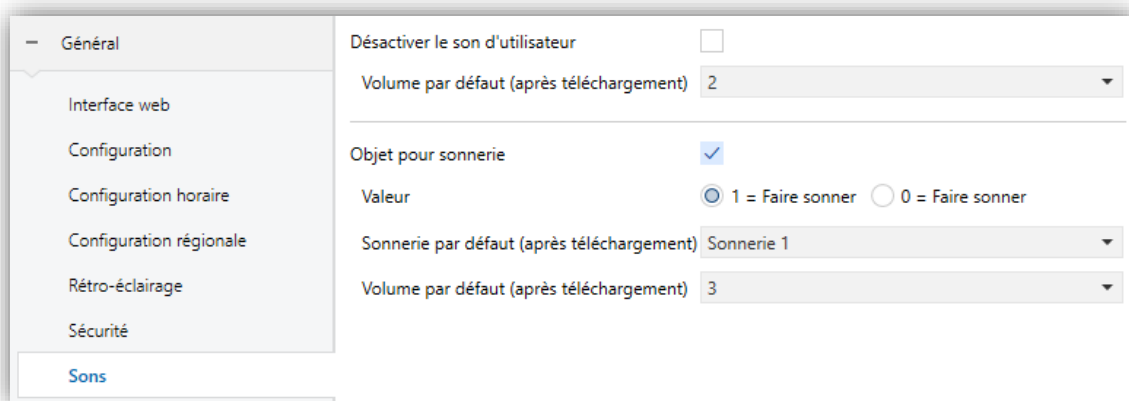 Général
Interface web
Configuration
Configuration horaire
Configuration régionale
Rétro-éclairage
Sécurité
Sons
Désactiver le son d'utilisateur
Volume par défaut (après téléchargement) 2
Objet pour sonnerie
Valeur 1 = Faire sonner 0 = Faire sonner
Sonnerie par défaut (après téléchargement) Sonnerie 1
Volume par défaut (après téléchargement) 3